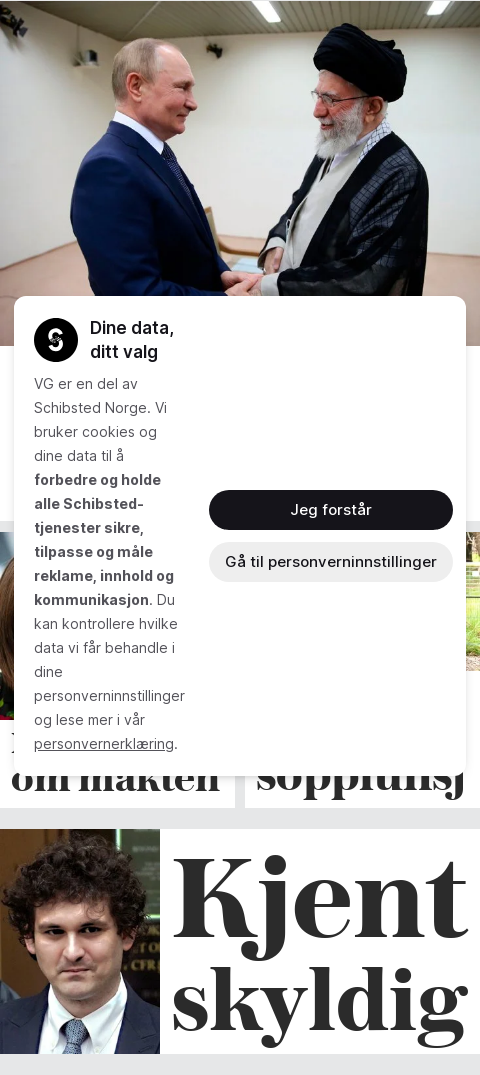 Dine data,
ditt valg
VG er en del av
Schibsted Norge. Vi
bruker cookies og
dine data til å
forbedre og holde
alle Schibsted-
tjenester sikre,
tilpasse og måle
reklame, innhold og
kommunikasjon. Du
kan kontrollere hvilke
data vi får behandle i
dine
personverninnstillinger
og lese mer i vår
personvernerklæring.
Jeg forstår
Gå til personverninnstillinger
om makten
Kjent
skyldig